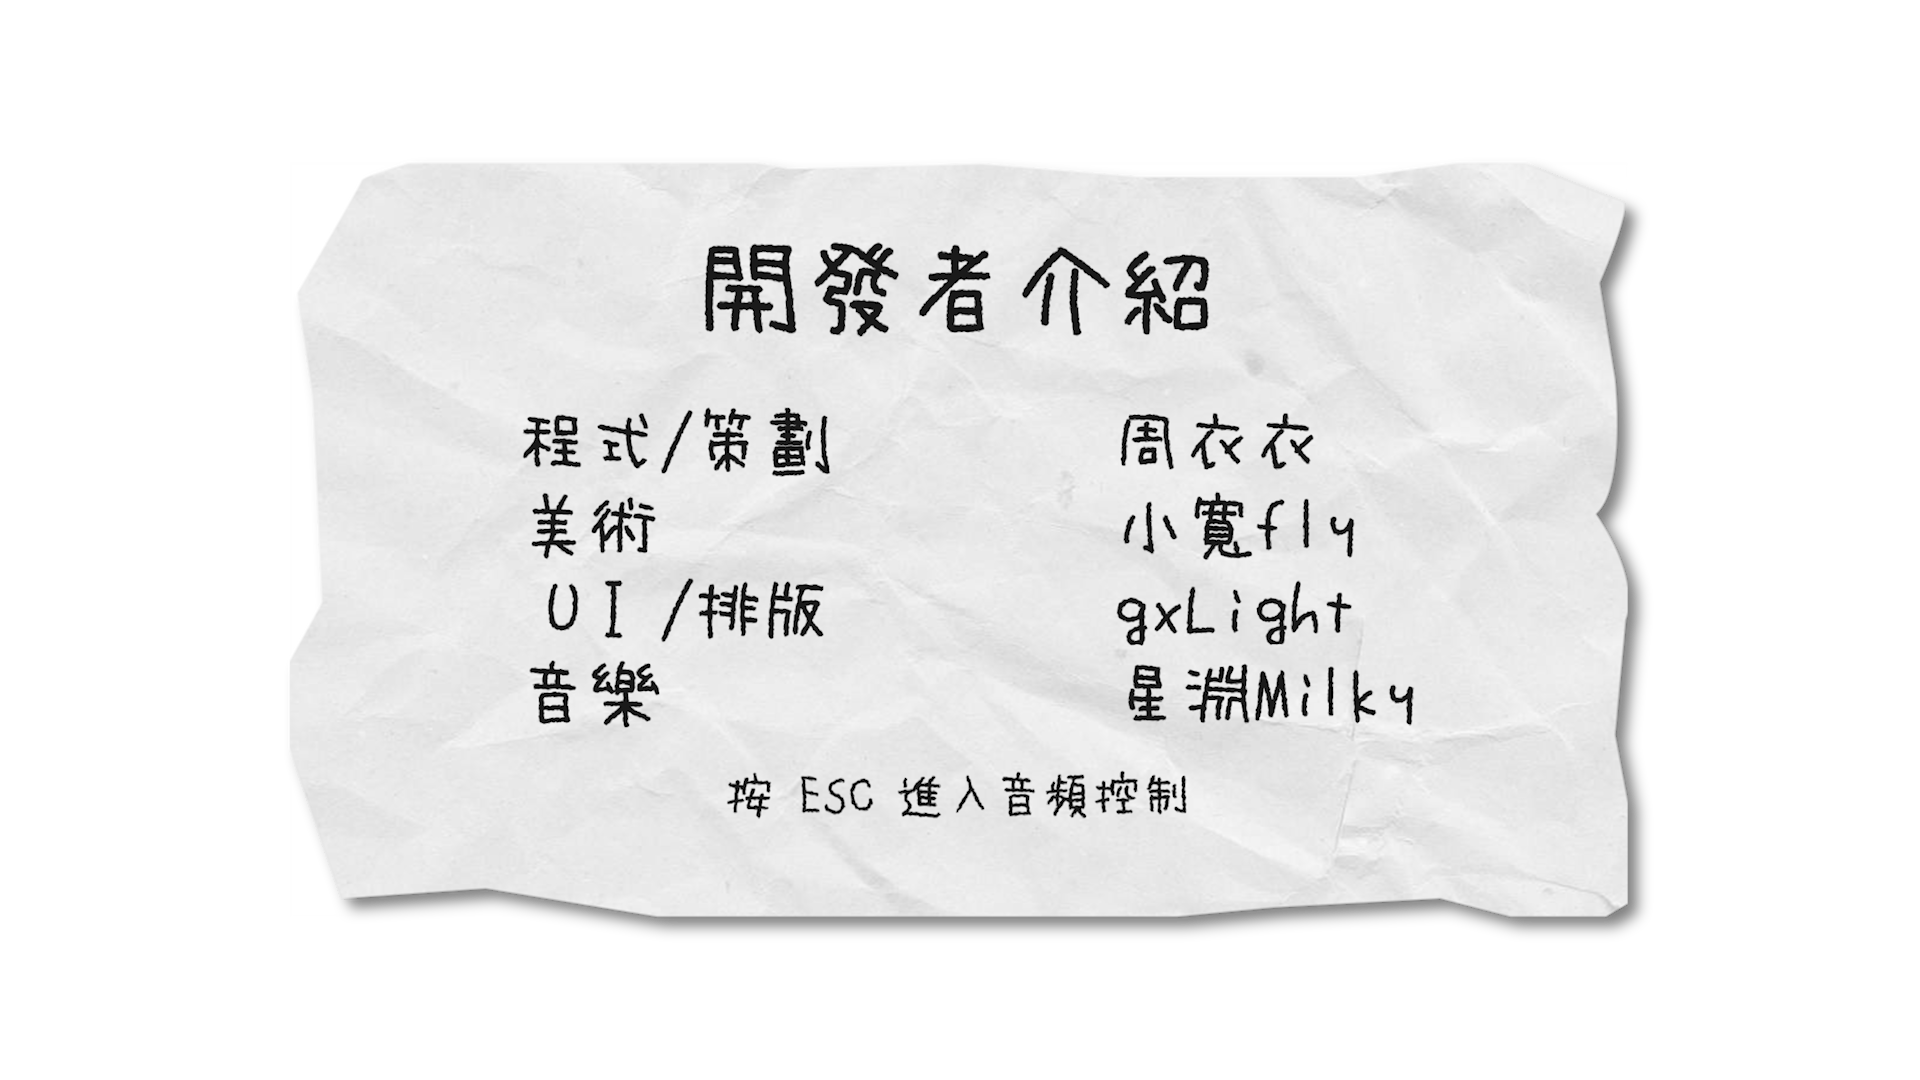 開發者介紹
程式/策劃 周衣衣
美術 小寬fly
UI/排版 gxLight
音樂 星淵Milky
按 ESC 進入音頻控制